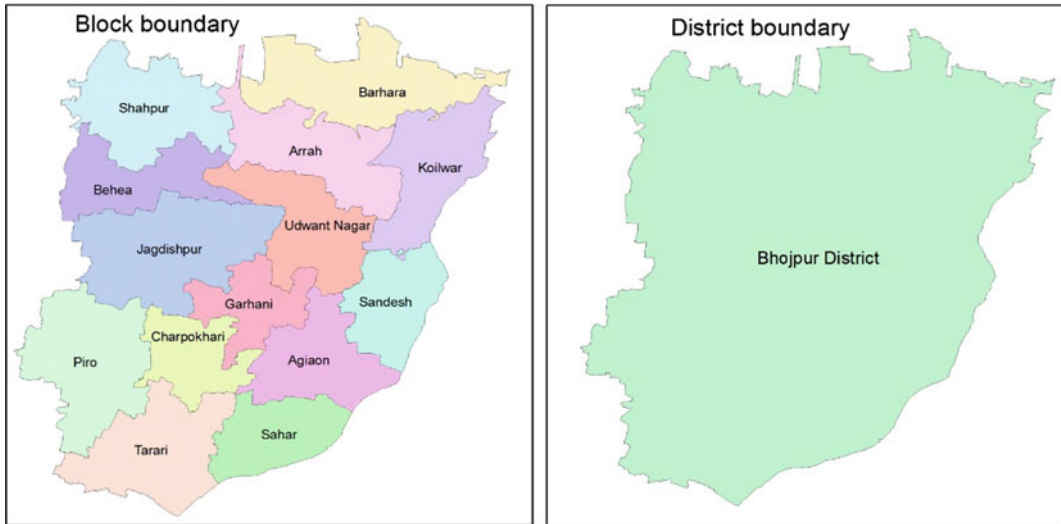 Block boundary
Shahpur
Barhara
Arrah
Koilwar
Behea
Udwant Nagar
Jagdishpur
Garhani
Sandesh
Charpokhari
Piro
Agiaon
Sahar
Tarari
District boundary
Bhojpur District